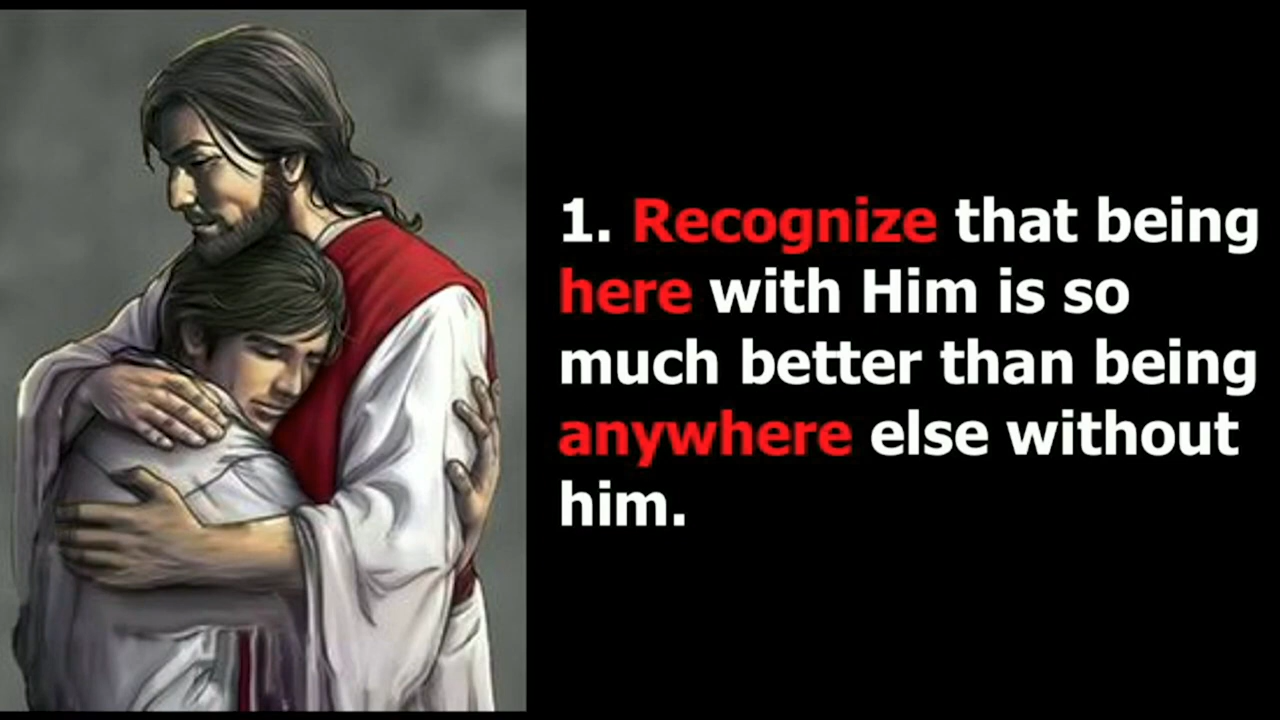 1. Recognize that being
here with Him is so
much better than being
anywhere else without
him.